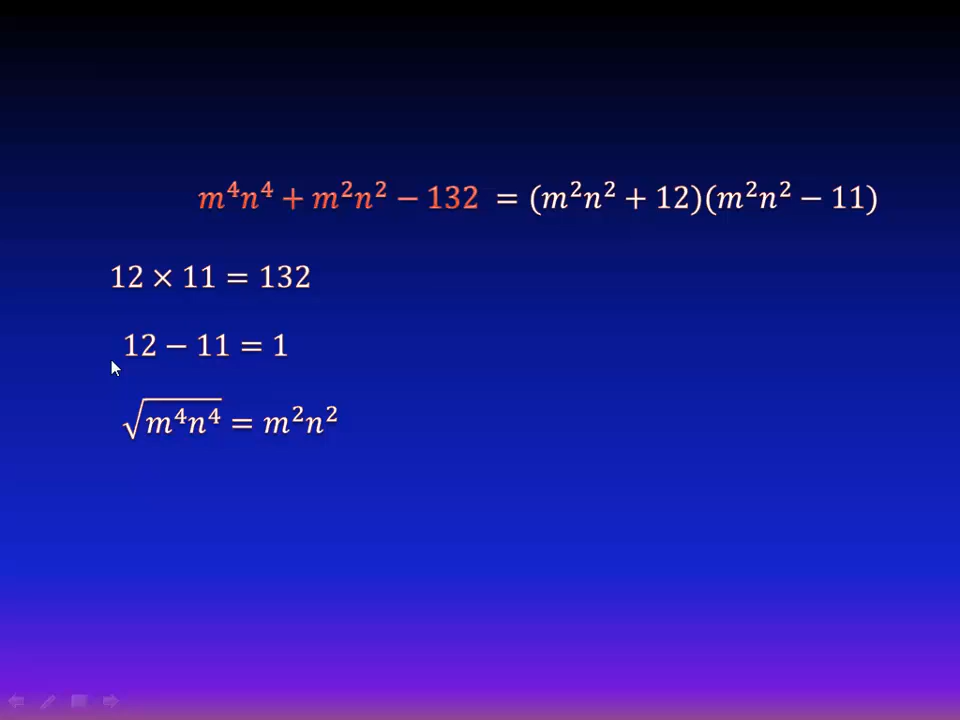 m⁴n⁴ + m²n² − 132 = (m²n² + 12)(m²n² − 11)
12 × 11 = 132
12 − 11 = 1
√m⁴n⁴ = m²n²